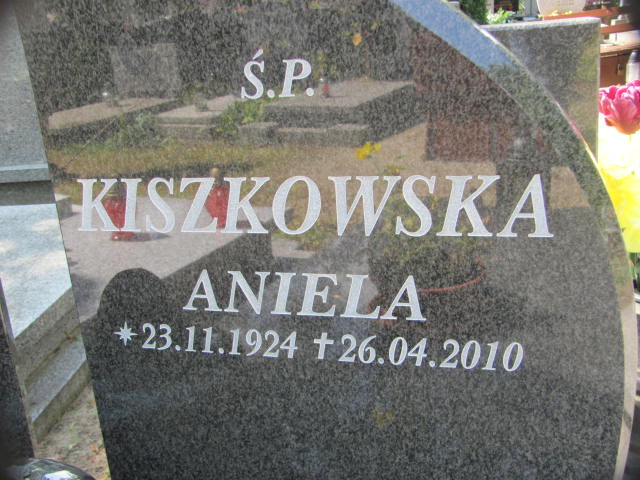 Ś.P.
KISZKOWSKA
ANIELA
*23.11.1924 †26.04.2010